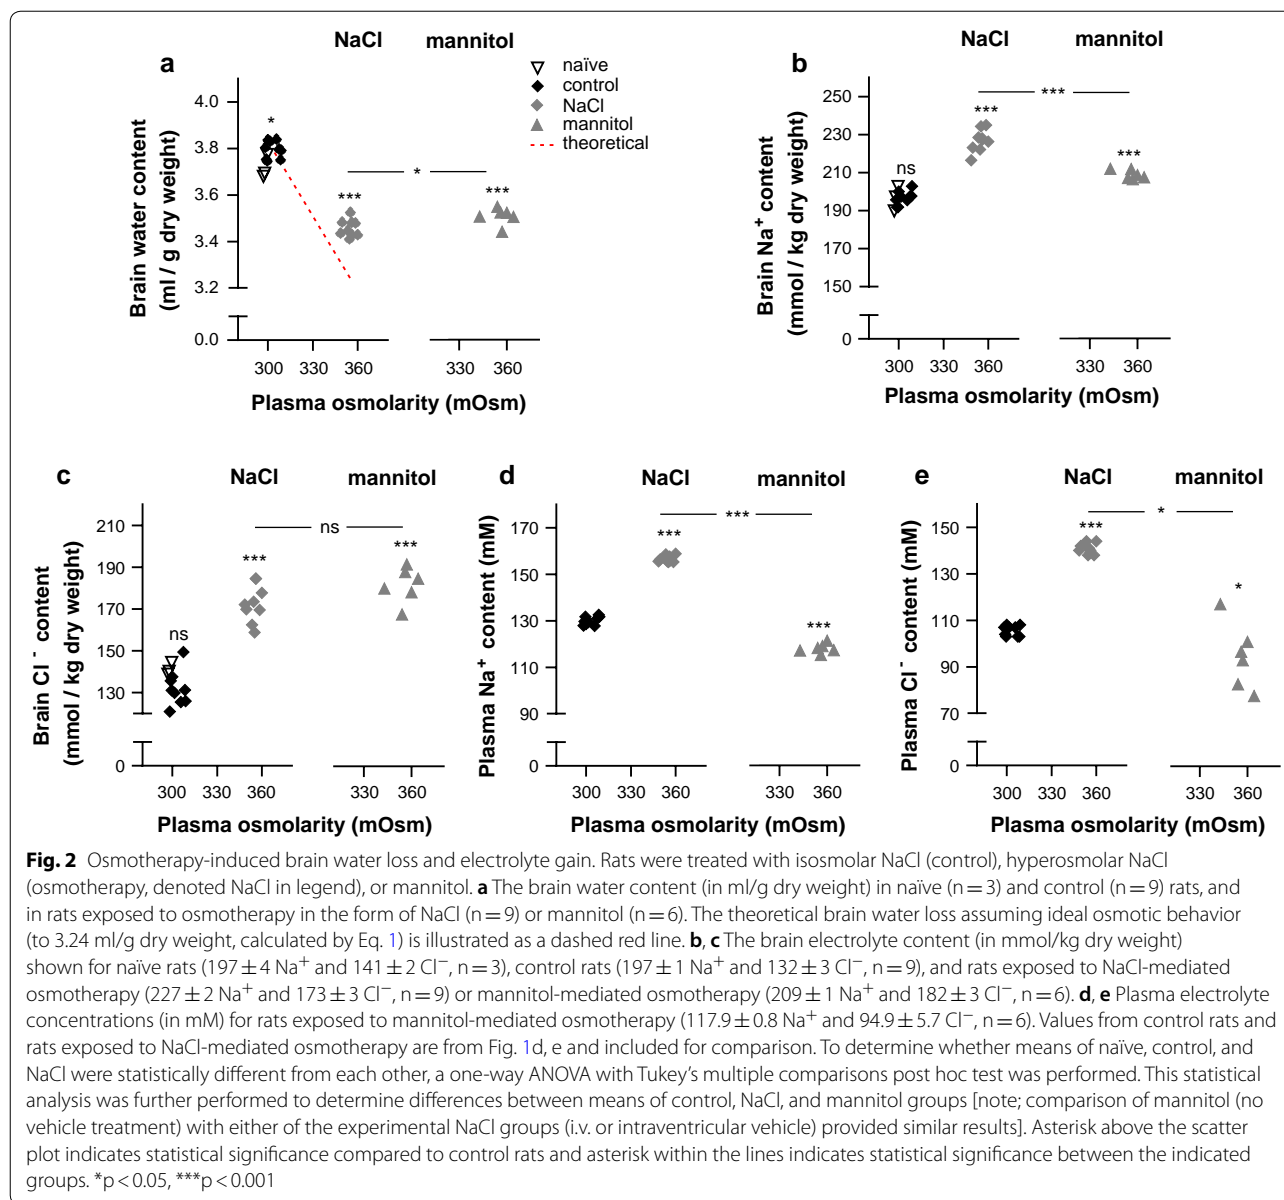 NaCl mannitol
a
naïve
control
NaCl
mannitol
theoretical
Brain water content
(ml / g dry weight)
4.0
3.8
3.6
3.4
3.2
0.0
*
***
*
***
300 330 360 330 360
Plasma osmolarity (mOsm)
NaCl mannitol
b
Brain Na+ content
(mmol / kg dry weight)
250
230
210
190
170
150
0
ns
***
***
***
300 330 360 330 360
Plasma osmolarity (mOsm)
c NaCl mannitol
Brain Cl- content
(mmol / kg dry weight)
210
190
170
150
130
0
ns
***
ns
***
300 330 360 330 360
Plasma osmolarity (mOsm)
d NaCl mannitol
Plasma Na+ content (mM)
170
150
130
110
90
0
***
***
***
300 330 360 330 360
Plasma osmolarity (mOsm)
e NaCl mannitol
Plasma Cl- content (mM)
150
130
110
90
70
0
***
*
*
300 330 360 330 360
Plasma osmolarity (mOsm)
Fig. 2 Osmotherapy-induced brain water loss and electrolyte gain. Rats were treated with isosmolar NaCl (control), hyperosmolar NaCl
(osmotherapy, denoted NaCl in legend), or mannitol. a The brain water content (in ml/g dry weight) in naïve (n = 3) and control (n = 9) rats, and
in rats exposed to osmotherapy in the form of NaCl (n = 9) or mannitol (n = 6). The theoretical brain water loss assuming ideal osmotic behavior
(to 3.24 ml/g dry weight, calculated by Eq. 1) is illustrated as a dashed red line. b, c The brain electrolyte content (in mmol/kg dry weight)
shown for naïve rats (197 ± 4 Na+ and 141 ± 2 Cl−, n = 3), control rats (197 ± 1 Na+ and 132 ± 3 Cl−, n = 9), and rats exposed to NaCl-mediated
osmotherapy (227 ± 2 Na+ and 173 ± 3 Cl−, n = 9) or mannitol-mediated osmotherapy (209 ± 1 Na+ and 182 ± 3 Cl−, n = 6). d, e Plasma electrolyte
concentrations (in mM) for rats exposed to mannitol-mediated osmotherapy (117.9 ± 0.8 Na+ and 94.9 ± 5.7 Cl−, n = 6). Values from control rats and
rats exposed to NaCl-mediated osmotherapy are from Fig. 1d, e and included for comparison. To determine whether means of naïve, control, and
NaCl were statistically different from each other, a one-way ANOVA with Tukey's multiple comparisons post hoc test was performed. This statistical
analysis was further performed to determine differences between means of control, NaCl, and mannitol groups [note; comparison of mannitol (no
vehicle treatment) with either of the experimental NaCl groups (i.v. or intraventricular vehicle) provided similar results]. Asterisk above the scatter
plot indicates statistical significance compared to control rats and asterisk within the lines indicates statistical significance between the indicated
groups. *p < 0.05, ***p < 0.001